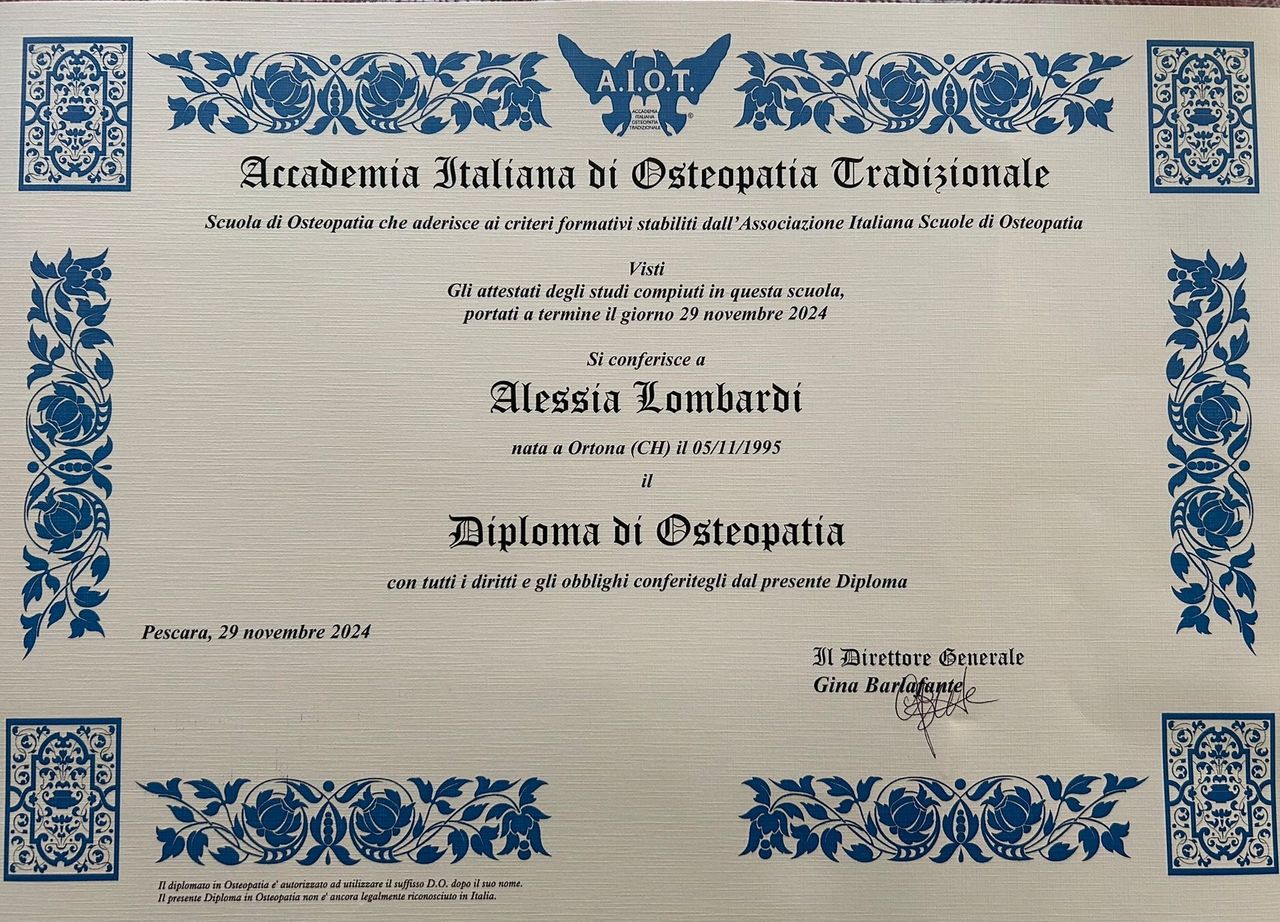 A.I.O.T.
ACCADEMIA
ITALIANA
OSTEOPATIA
TRADIZIONALE
®
Accademia Italiana di Osteopatia Tradizionale
Scuola di Osteopatia che aderisce ai criteri formativi stabiliti dall'Associazione Italiana Scuole di Osteopatia
Visti
Gli attestati degli studi compiuti in questa scuola,
portati a termine il giorno 29 novembre 2024
Si conferisce a
Alessia Lombardi
nata a Ortona (CH) il 05/11/1995
il
Diploma di Osteopatia
con tutti i diritti e gli obblighi conferitegli dal presente Diploma
Pescara, 29 novembre 2024
Il Direttore Generale
Gina Barlafante
Il diplomato in Osteopatia e' autorizzato ad utilizzare il suffisso D.O. dopo il suo nome.
Il presente Diploma in Osteopatia non e' ancora legalmente riconosciuto in Italia.